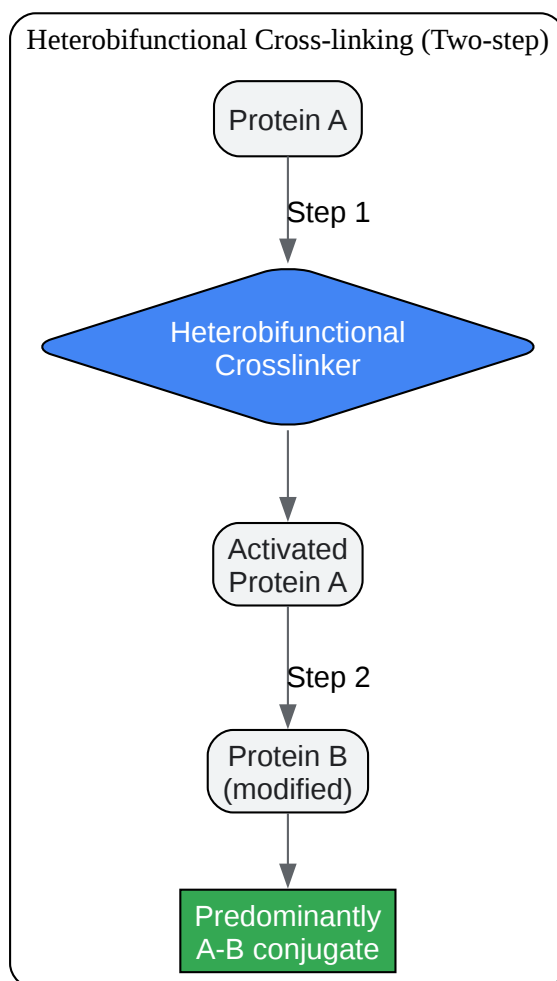 Heterobifunctional Cross-linking (Two-step)
Protein A
Step 1
Heterobifunctional
Crosslinker
Activated
Protein A
Step 2
Protein B
(modified)
Predominantly
A-B conjugate